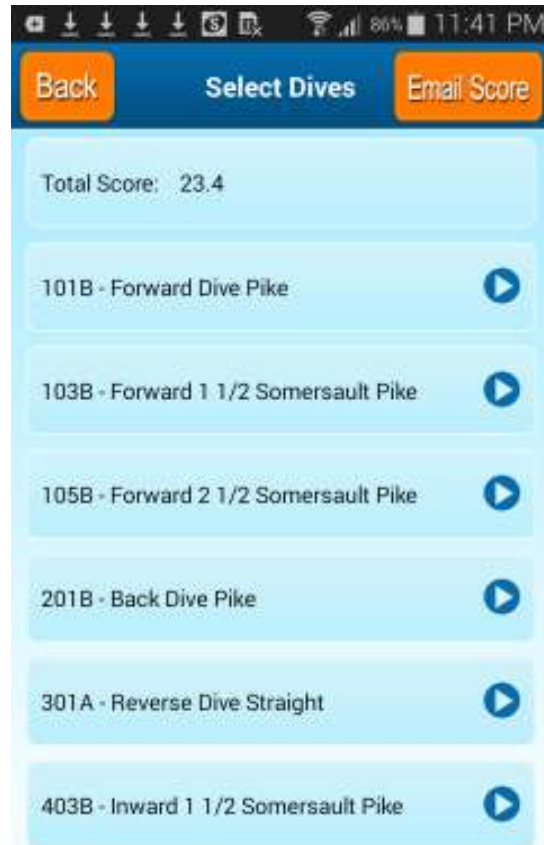 86% 11:41 PM
Back Select Dives Email Score
Total Score: 23.4
101B - Forward Dive Pike
103B - Forward 1 1/2 Somersault Pike
105B - Forward 2 1/2 Somersault Pike
201B - Back Dive Pike
301A - Reverse Dive Straight
403B - Inward 1 1/2 Somersault Pike